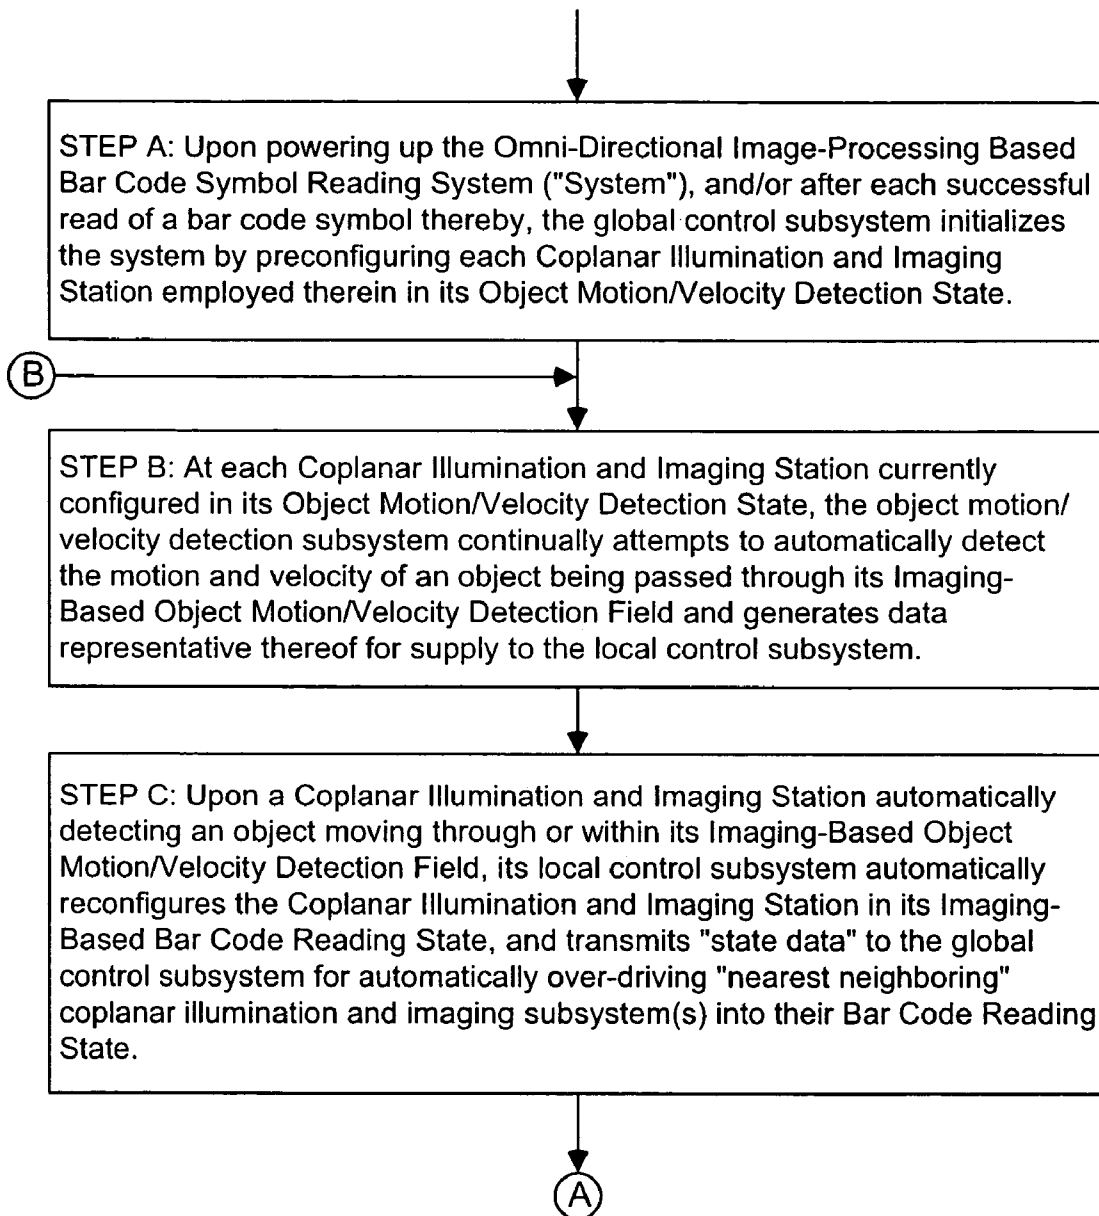 STEP A: Upon powering up the Omni-Directional Image-Processing Based
Bar Code Symbol Reading System ("System"), and/or after each successful
read of a bar code symbol thereby, the global control subsystem initializes
the system by preconfiguring each Coplanar Illumination and Imaging
Station employed therein in its Object Motion/Velocity Detection State.
B
STEP B: At each Coplanar Illumination and Imaging Station currently
configured in its Object Motion/Velocity Detection State, the object motion/
velocity detection subsystem continually attempts to automatically detect
the motion and velocity of an object being passed through its Imaging-
Based Object Motion/Velocity Detection Field and generates data
representative thereof for supply to the local control subsystem.
STEP C: Upon a Coplanar Illumination and Imaging Station automatically
detecting an object moving through or within its Imaging-Based Object
Motion/Velocity Detection Field, its local control subsystem automatically
reconfigures the Coplanar Illumination and Imaging Station in its Imaging-
Based Bar Code Reading State, and transmits "state data" to the global
control subsystem for automatically over-driving "nearest neighboring"
coplanar illumination and imaging subsystem(s) into their Bar Code Reading
State.
A